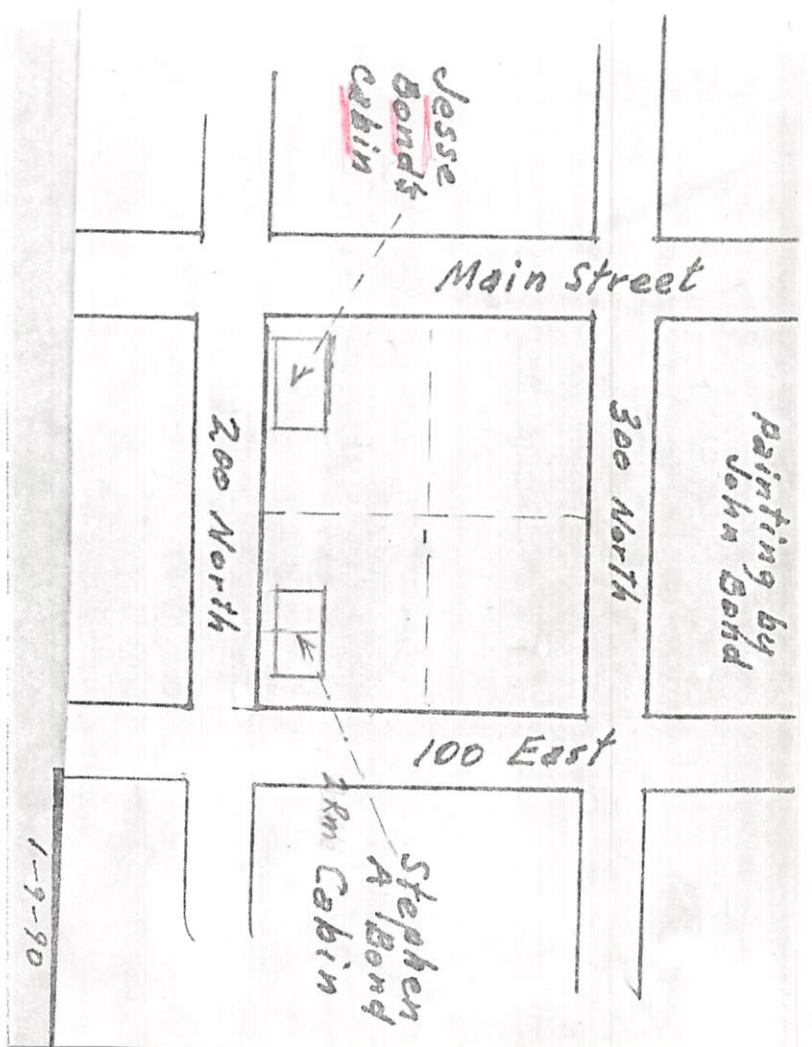 Jesse
Bond's
Cabin
Main Street
200 North
300 North
Painting by
John Bond
100 East
Stephen
A Bond
2 Rm Cabin
1-9-90